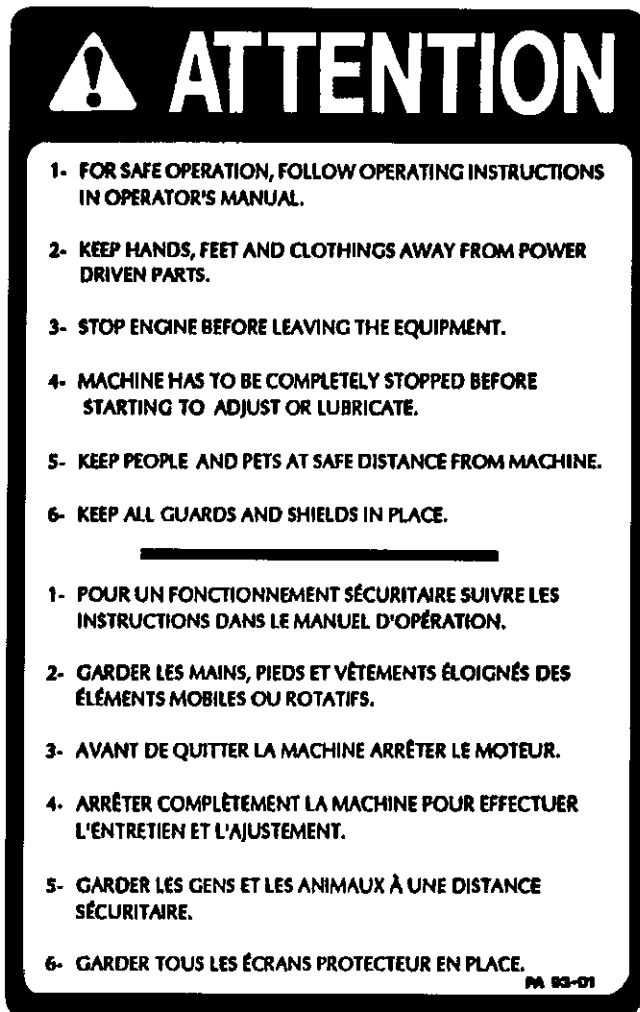 ATTENTION
1- FOR SAFE OPERATION, FOLLOW OPERATING INSTRUCTIONS
IN OPERATOR'S MANUAL.
2- KEEP HANDS, FEET AND CLOTHINGS AWAY FROM POWER
DRIVEN PARTS.
3- STOP ENGINE BEFORE LEAVING THE EQUIPMENT.
4- MACHINE HAS TO BE COMPLETELY STOPPED BEFORE
STARTING TO ADJUST OR LUBRICATE.
5- KEEP PEOPLE AND PETS AT SAFE DISTANCE FROM MACHINE.
6- KEEP ALL GUARDS AND SHIELDS IN PLACE.
1- POUR UN FONCTIONNEMENT SÉCURITAIRE SUIVRE LES
INSTRUCTIONS DANS LE MANUEL D'OPÉRATION.
2- GARDER LES MAINS, PIEDS ET VÊTEMENTS ÉLOIGNÉS DES
ÉLÉMENTS MOBILES OU ROTATIFS.
3- AVANT DE QUITTER LA MACHINE ARRÊTER LE MOTEUR.
4- ARRÊTER COMPLÈTEMENT LA MACHINE POUR EFFECTUER
L'ENTRETIEN ET L'AJUSTEMENT.
5- GARDER LES GENS ET LES ANIMAUX À UNE DISTANCE
SÉCURITAIRE.
6- GARDER TOUS LES ÉCRANS PROTECTEUR EN PLACE.
PA 93-01